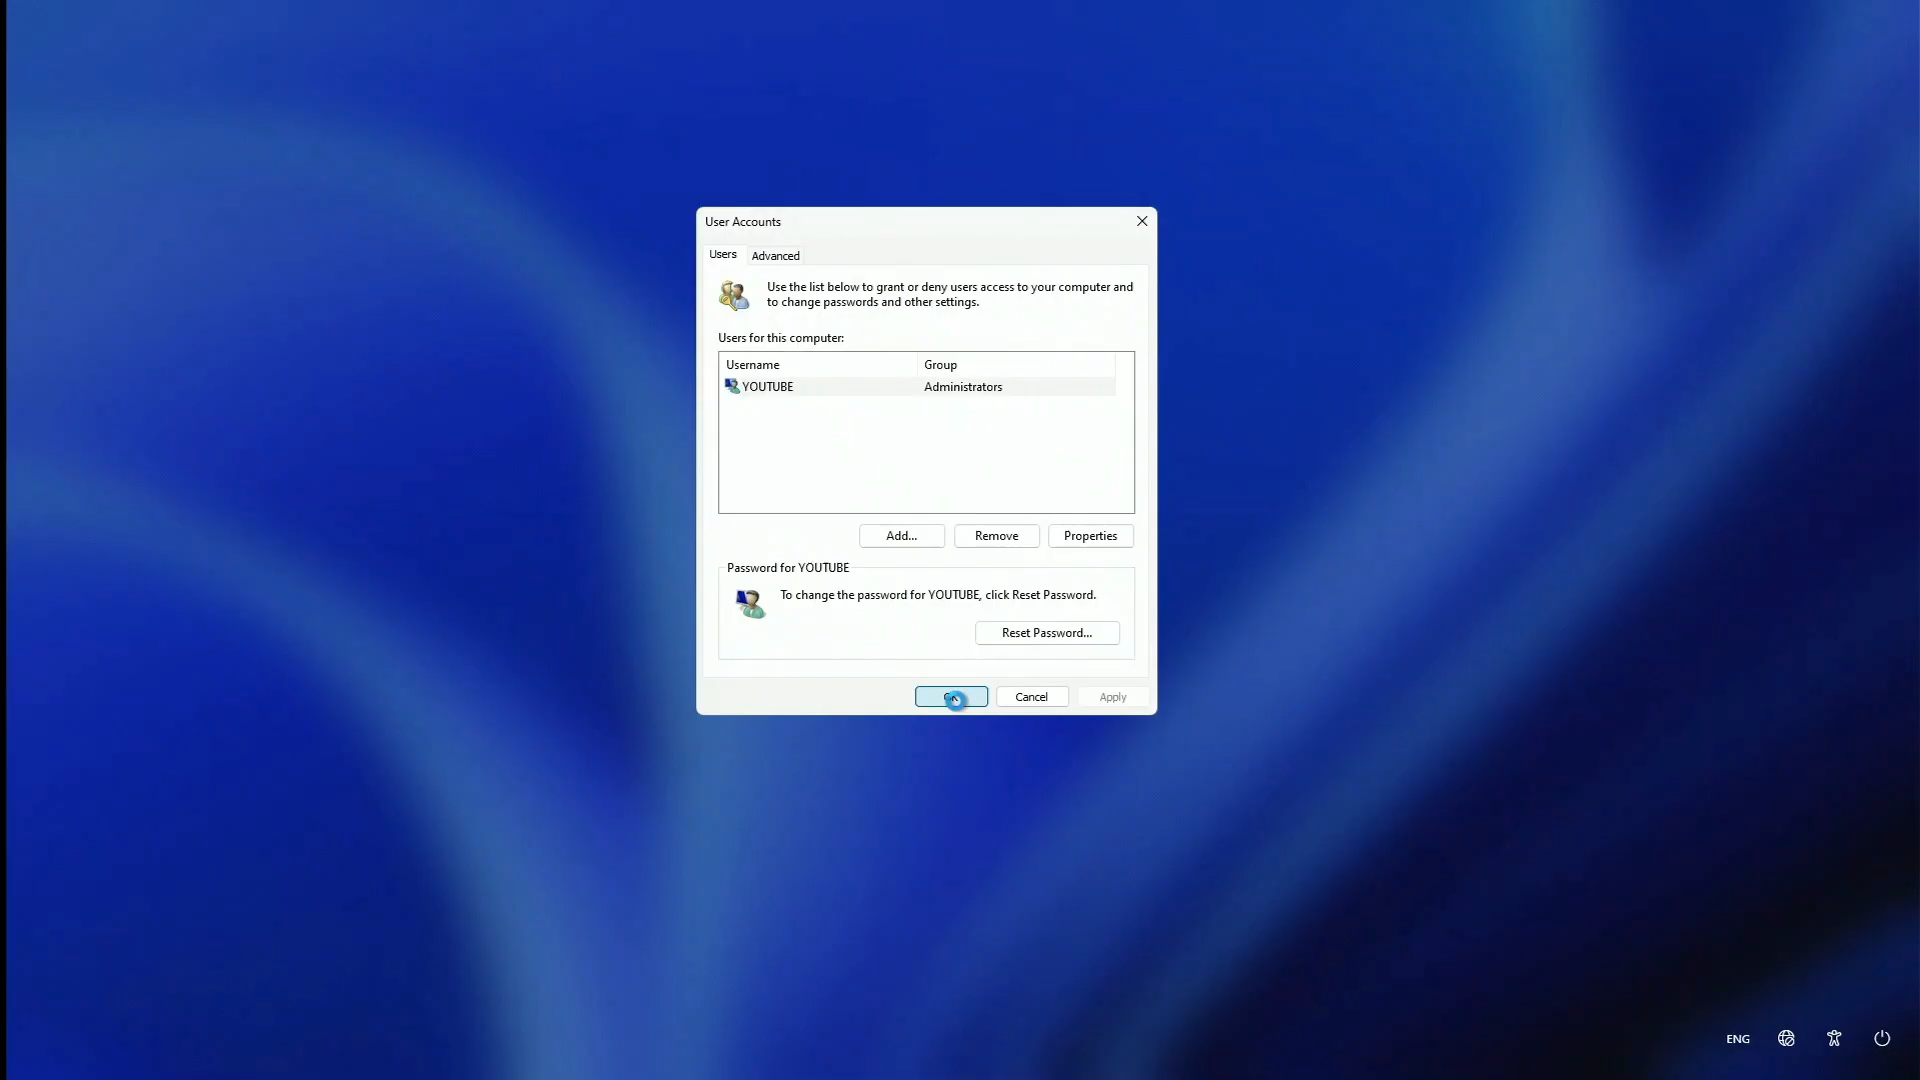 User Accounts
Users
Advanced
Use the list below to grant or deny users access to your computer and
to change passwords and other settings.
Users for this computer:
Username Group
YOUTUBE Administrators
Add... Remove Properties
Password for YOUTUBE
To change the password for YOUTUBE, click Reset Password.
Reset Password...
Cancel Apply
ENG